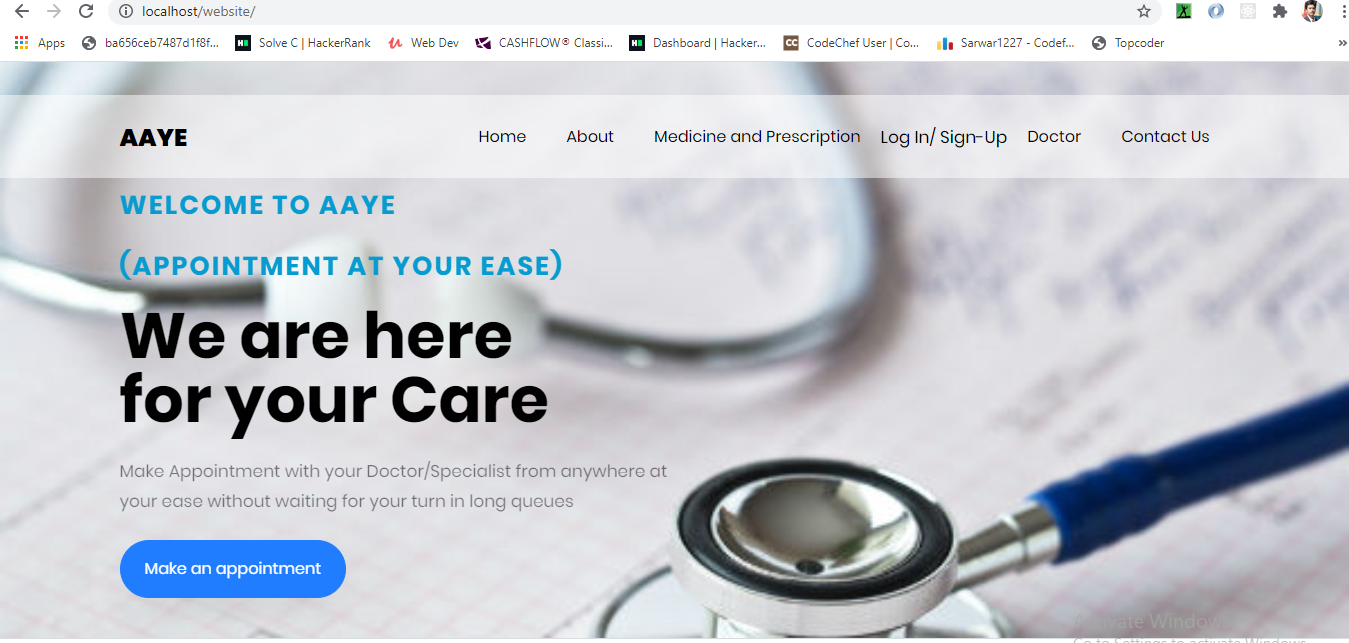 localhost/website/
Apps ba656ceb7487d1f8f... Solve C | HackerRank Web Dev CASHFLOW® Classi... Dashboard | Hacker... CodeChef User | Co... Sarwar1227 - Codef... Topcoder »
AAYE Home About Medicine and Prescription Log In/ Sign-Up Doctor Contact Us
WELCOME TO AAYE
(APPOINTMENT AT YOUR EASE)
We are here
for your Care
Make Appointment with your Doctor/Specialist from anywhere at
your ease without waiting for your turn in long queues
Make an appointment
Activate Windows
Go to Settings to activate Windows